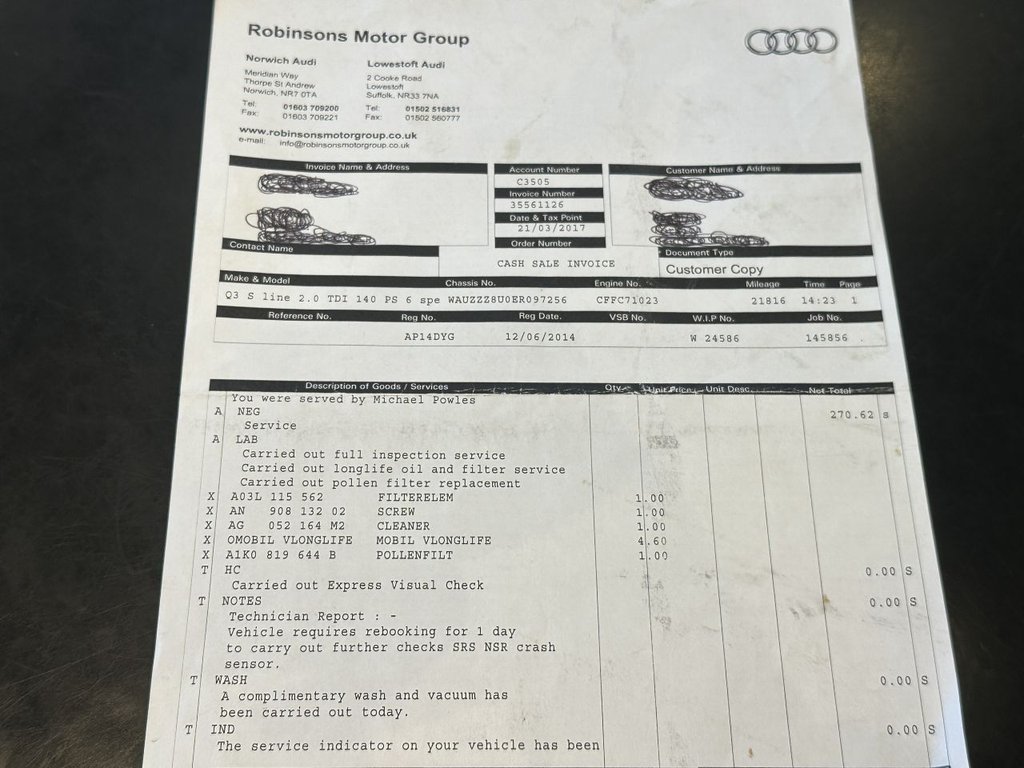 Robinsons Motor Group
Norwich Audi
Meridian Way
Thorpe St Andrew
Norwich, NR7 0TA
Tel: 01603 709200
Fax: 01603 709221
Lowestoft Audi
2 Cooke Road
Lowestoft
Suffolk, NR33 7NA
Tel: 01502 516831
Fax: 01502 560777
www.robinsonsmotorgroup.co.uk
e-mail: info@robinsonsmotorgroup.co.uk
Invoice Name & Address
Account Number
C3505
Invoice Number
35561126
Date & Tax Point
21/03/2017
Order Number
Customer Name & Address
Contact Name
CASH SALE INVOICE
Document Type
Customer Copy
Make & Model Chassis No. Engine No. Mileage Time Page
Q3 S line 2.0 TDI 140 PS 6 spe WAUZZZ8U0ER097256 CFFC71023 21816 14:23 1
Reference No. Reg No. Reg Date. VSB No. W.I.P No. Job No.
AP14DYG 12/06/2014 W 24586 145856 .
Description of Goods / Services Qty Unit Price Unit Desc. Net Total
You were served by Michael Powles
A NEG 270.62 s
Service
A LAB
Carried out full inspection service
Carried out longlife oil and filter service
Carried out pollen filter replacement
X A03L 115 562 FILTERELEM 1.00
X AN 908 132 02 SCREW 1.00
X AG 052 164 M2 CLEANER 1.00
X OMOBIL VLONGLIFE MOBIL VLONGLIFE 4.60
X A1K0 819 644 B POLLENFILT 1.00
T HC 0.00 S
Carried out Express Visual Check
T NOTES 0.00 S
Technician Report : -
Vehicle requires rebooking for 1 day
to carry out further checks SRS NSR crash
sensor.
T WASH 0.00 S
A complimentary wash and vacuum has
been carried out today.
T IND 0.00 S
The service indicator on your vehicle has been